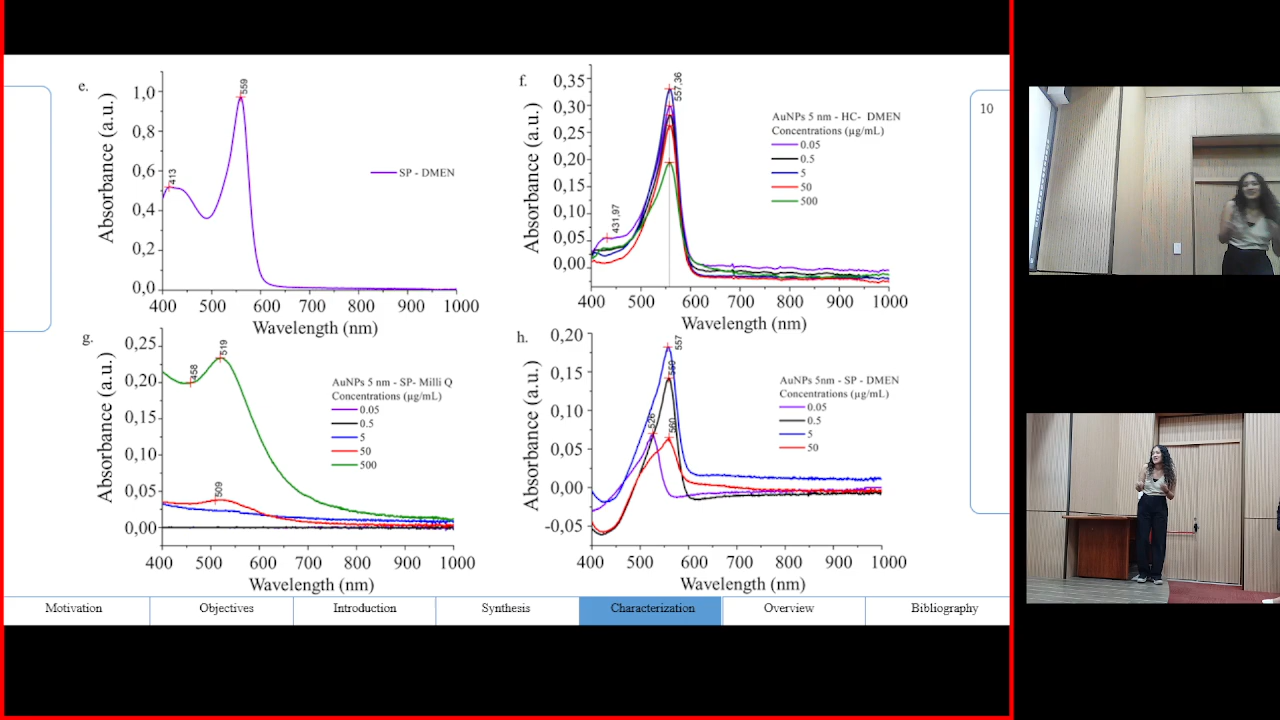 e.
Absorbance (a.u.)
1,0
0,8
0,6
0,4
0,2
0,0
413
559
SP - DMEN
400 500 600 700 800 900 1000
Wavelength (nm)
f.
Absorbance (a.u.)
0,35
0,30
0,25
0,20
0,15
0,10
0,05
0,00
431,97
557,36
AuNPs 5 nm - HC- DMEN
Concentrations (µg/mL)
0.05
0.5
5
50
500
400 500 600 700 800 900 1000
Wavelength (nm)
10
g.
Absorbance (a.u.)
0,25
0,20
0,15
0,10
0,05
0,00
458
519
509
AuNPs 5 nm - SP- Milli Q
Concentrations (µg/mL)
0.05
0.5
5
50
500
400 500 600 700 800 900 1000
Wavelength (nm)
h.
Absorbance (a.u.)
0,20
0,15
0,10
0,05
0,00
-0,05
526
557
560
AuNPs 5nm - SP - DMEN
Concentrations (µg/mL)
0.05
0.5
5
50
400 500 600 700 800 900 1000
Wavelength (nm)
Motivation Objectives Introduction Synthesis Characterization Overview Bibliography